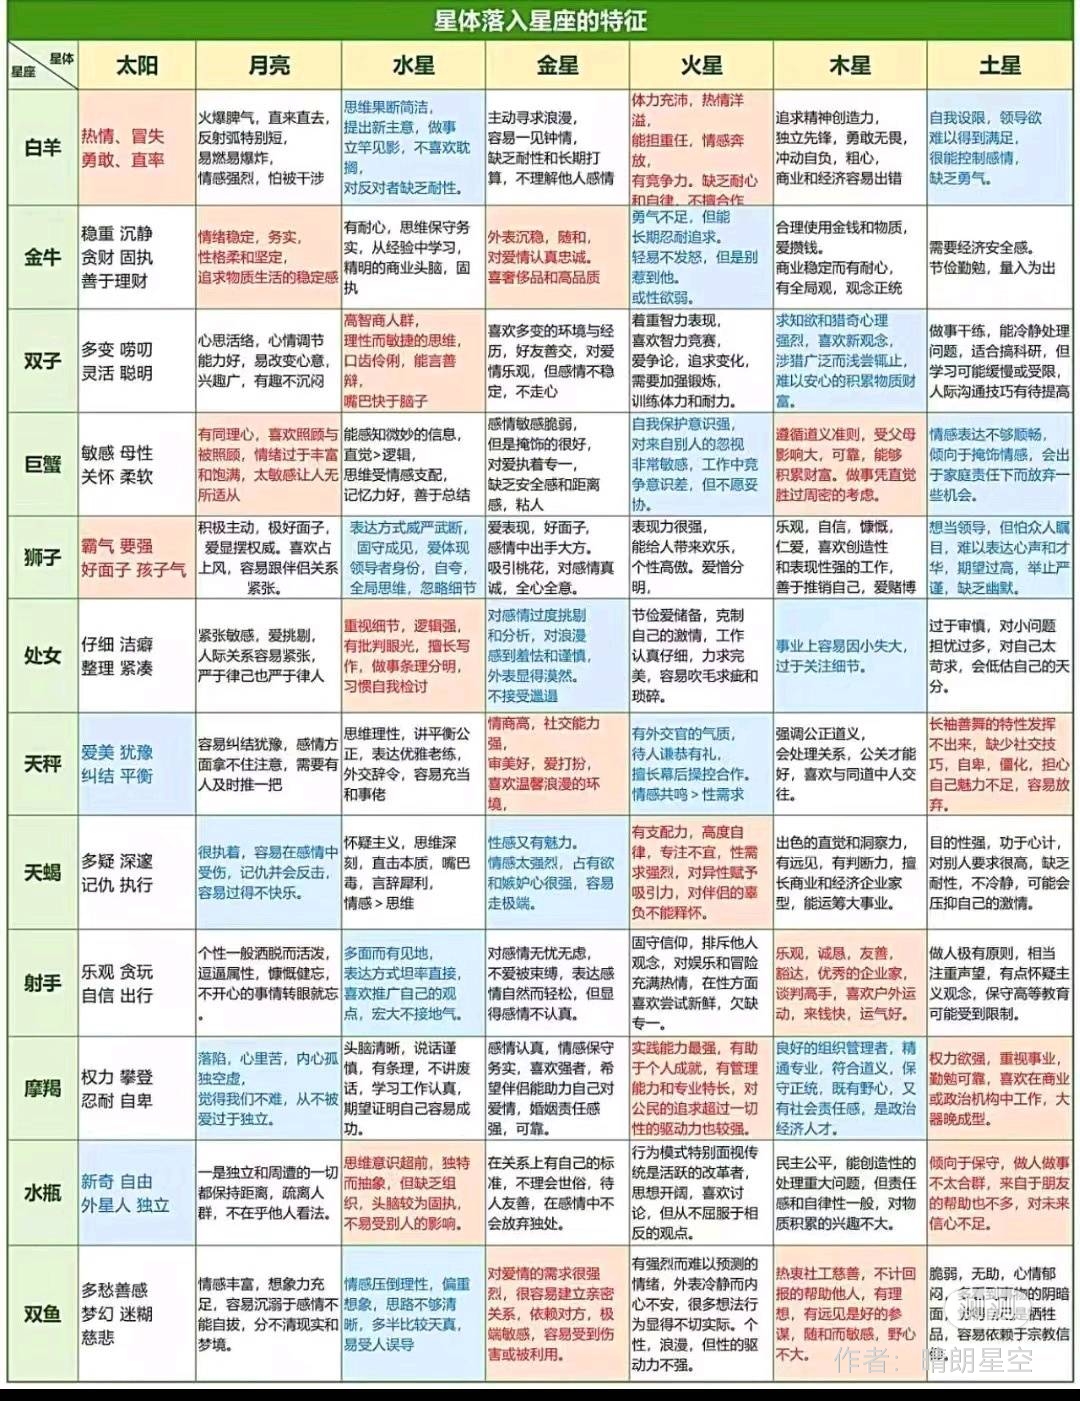 星体落入星座的特征
星体
星座
太阳
月亮
水星
金星
火星
木星
土星
白羊
热情、冒失
勇敢、直率
火爆脾气，直来直去，
反射弧特别短，
易燃易爆炸，
情感强烈，怕被干涉
思维果断简洁，
提出新主意，做事
立竿见影，不喜欢耽
搁，
对反对者缺乏耐性。
主动寻求浪漫，
容易一见钟情，
缺乏耐性和长期打
算，不理解他人感情
体力充沛，热情洋
溢，
能担重任，情感奔
放，
有竞争力。缺乏耐心
和自律，不擅合作
追求精神创造力，
独立先锋，勇敢无畏，
冲动自负，粗心，
商业和经济容易出错
自我设限，领导欲
难以得到满足，
很能控制感情，
缺乏勇气。
金牛
稳重 沉静
贪财 固执
善于理财
情绪稳定，务实，
性格柔和坚定，
追求物质生活的稳定感
有耐心，思维保守务
实，从经验中学习，
精明的商业头脑，固
执
外表沉稳，随和，
对爱情认真忠诚。
喜奢侈品和高品质
勇气不足，但能
长期忍耐追求。
轻易不发怒，但是别
惹到他。
或性欲弱。
合理使用金钱和物质，
爱攒钱。
商业稳定而有耐心，
有全局观，观念正统
需要经济安全感。
节俭勤勉，量入为出
双子
多变 唠叨
灵活 聪明
心思活络，心情调节
能力好，易改变心意，
兴趣广，有趣不沉闷
高智商人群，
理性而敏捷的思维，
口齿伶俐，能言善
辩，
嘴巴快于脑子
喜欢多变的环境与经
历，好友善交，对爱
情乐观，但感情不稳
定，不走心
着重智力表现，
喜欢智力竞赛，
爱争论，追求变化，
需要加强锻炼，
训练体力和耐力。
求知欲和猎奇心理
强烈，喜欢新观念，
涉猎广泛而浅尝辄止，
难以安心的积累物质财
富。
做事干练，能冷静处理
问题，适合搞科研，但
学习可能缓慢或受限，
人际沟通技巧有待提高
巨蟹
敏感 母性
关怀 柔软
有同理心，喜欢照顾与
被照顾，情绪过于丰富
和饱满，太敏感让人无
所适从
能感知微妙的信息，
直觉>逻辑，
思维受情感支配，
记忆力好，善于总结
感情敏感脆弱，
但是掩饰的很好，
对爱执着专一，
缺乏安全感和距离
感，粘人
自我保护意识强，
对来自别人的忽视
非常敏感，工作中竞
争意识差，但不愿妥
协。
遵循道义准则，受父母
影响大，可靠，能够
积累财富。做事凭直觉
胜过周密的考虑。
情感表达不够顺畅，
倾向于掩饰情感，会出
于家庭责任下而放弃一
些机会。
狮子
霸气 要强
好面子 孩子气
积极主动，极好面子，
爱显摆权威。喜欢占
上风，容易跟伴侣关系
紧张。
表达方式威严武断，
固守成见，爱体现
领导者身份，自夸，
全局思维，忽略细节
爱表现，好面子，
感情中出手大方。
吸引桃花，对感情真
诚，全心全意。
表现力很强，
能给人带来欢乐，
个性高傲。爱憎分
明，
乐观，自信，慷慨，
仁爱，喜欢创造性
和表现性强的工作，
善于推销自己，爱赌博
想当领导，但怕众人瞩
目，难以表达心声和才
华，期望过高，举止严
谨，缺乏幽默。
处女
仔细 洁癖
整理 紧凑
紧张敏感，爱挑剔，
人际关系容易紧张，
严于律己也严于律人
重视细节，逻辑强，
有批判眼光，擅长写
作，做事条理分明，
习惯自我检讨
对感情过度挑剔
和分析，对浪漫
感到羞怯和谨慎，
外表显得漠然。
不接受邋遢
节俭爱储备，克制
自己的激情，工作
认真仔细，力求完
美，容易吹毛求疵和
琐碎。
事业上容易因小失大，
过于关注细节。
过于审慎，对小问题
担忧过多，对自己太
苛求，会低估自己的天
分。
天秤
爱美 犹豫
纠结 平衡
容易纠结犹豫，感情方
面拿不住注意，需要有
人及时推一把
思维理性，讲平衡公
正，表达优雅老练，
外交辞令，容易充当
和事佬
情商高，社交能力
强，
审美好，爱打扮，
喜欢温馨浪漫的环
境，
有外交官的气质，
待人谦恭有礼，
擅长幕后操控合作。
情感共鸣＞性需求
强调公正道义，
会处理关系，公关才能
好，喜欢与同道中人交
往。
长袖善舞的特性发挥
不出来，缺少社交技
巧，自卑，僵化，担心
自己魅力不足，容易放
弃。
天蝎
多疑 深邃
记仇 执行
很执着，容易在感情中
受伤，记仇并会反击，
容易过得不快乐。
怀疑主义，思维深
刻，直击本质，嘴巴
毒，言辞犀利，
情感＞思维
性感又有魅力。
情感太强烈，占有欲
和嫉妒心很强，容易
走极端。
有支配力，高度自
律，专注不宜，性需
求强烈，对异性赋予
吸引力，对伴侣的辜
负不能释怀。
出色的直觉和洞察力，
有远见，有判断力，擅
长商业和经济企业家
型，能运筹大事业。
目的性强，功于心计，
对别人要求很高，缺乏
耐性，不冷静，可能会
压抑自己的激情。
射手
乐观 贪玩
自信 出行
个性一般洒脱而活泼，
逗逼属性，慷慨健忘，
不开心的事情转眼就忘
。
多面而有见地，
表达方式坦率直接，
喜欢推广自己的观
点，宏大不接地气。
对感情无忧无虑，
不爱被束缚，表达感
情自然而轻松，但显
得感情不认真。
固守信仰，排斥他人
观念，对娱乐和冒险
充满热情，在性方面
喜欢尝试新鲜，欠缺
专一。
乐观，诚恳，友善，
豁达，优秀的企业家，
谈判高手，喜欢户外运
动，来钱快，运气好。
做人极有原则，相当
注重声望，有点怀疑主
义观念，保守高等教育
可能受到限制。
摩羯
权力 攀登
忍耐 自卑
落陷，心里苦，内心孤
独空虚，
觉得我们不难，从不被
爱过于独立。
头脑清晰，说话谨
慎，有条理，不讲废
话，学习工作认真，
期望证明自己容易成
功。
感情认真，情感保守
务实，喜欢强者，希
望伴侣能助力自己对
爱情，婚姻责任感
强，可靠。
实践能力最强，有助
于个人成就，有管理
能力和专业特长，对
公民的追求超过一切
性的驱动力也较强。
良好的组织管理者，精
通专业，符合道义，保
守正统，既有野心，又
有社会责任感，是政治
经济人才。
权力欲强，重视事业，
勤勉可靠，喜欢在商业
或政治机构中工作，大
器晚成型。
水瓶
新奇 自由
外星人 独立
一是独立和周遭的一切
都保持距离，疏离人
群，不在乎他人看法。
思维意识超前，独特
而抽象，但缺乏组
织，头脑较为固执，
不易受别人的影响。
在关系上有自己的标
准，不理会世俗，待
人友善，在感情中不
会放弃独处。
行为模式特别面视传
统是活跃的改革者，
思想开阔，喜欢讨
论，但从不屈服于相
反的观点。
民主公平，能创造性的
处理重大问题，但责任
感和自律性一般，对物
质积累的兴趣不大。
倾向于保守，做人做事
不太合群，来自于朋友
的帮助也不多，对未来
信心不足。
双鱼
多愁善感
梦幻 迷糊
慈悲
情感丰富，想象力充
足，容易沉溺于感情不
能自拔，分不清现实和
梦境。
情感压倒理性，偏重
想象，思路不够清
晰，多半比较天真，
易受人误导
对爱情的需求很强
烈，很容易建立亲密
关系，依赖对方，极
端敏感，容易受到伤
害或被利用。
有强烈而难以预测的
情绪，外表冷静而内
心不安，很多想法行
为显得不切实际。个
性，浪漫，但性的驱
动力不强。
热衷社工慈善，不计回
报的帮助他人，有理
想，有远见是好的参
谋，随和而敏感，野心
不大。
脆弱，无助，心情郁
闷，看到事物的阴暗
面，
牺牲
品，容易依赖于宗教信
仰。
作者：晴朗星空